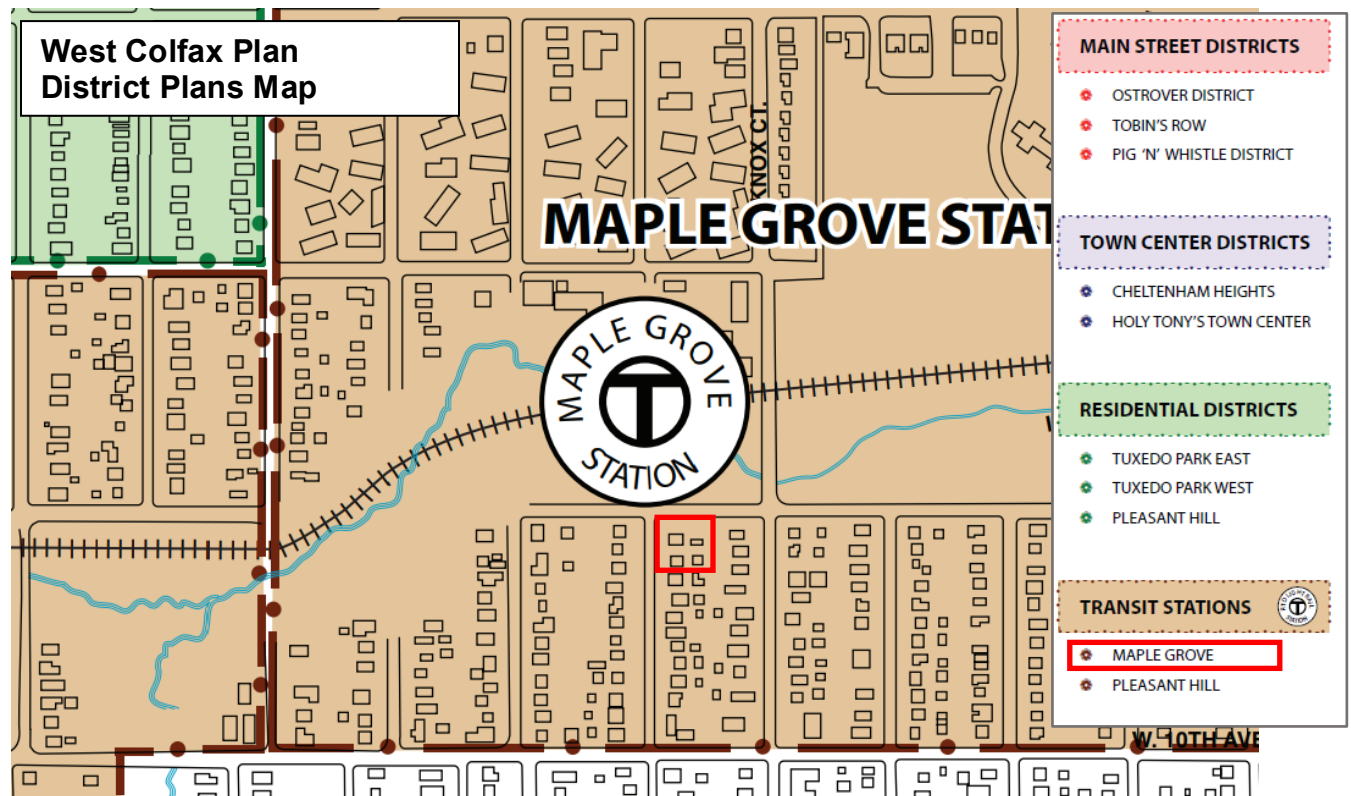 West Colfax Plan
District Plans Map
KNOX CT.
MAPLE GROVE STAT
MAPLE GROVE
STATION
T
W. 10TH AVE
MAIN STREET DISTRICTS
OSTROVER DISTRICT
TOBIN'S ROW
PIG 'N' WHISTLE DISTRICT
TOWN CENTER DISTRICTS
CHELTENHAM HEIGHTS
HOLY TONY'S TOWN CENTER
RESIDENTIAL DISTRICTS
TUXEDO PARK EAST
TUXEDO PARK WEST
PLEASANT HILL
TRANSIT STATIONS
T
STATION
MAPLE GROVE
PLEASANT HILL